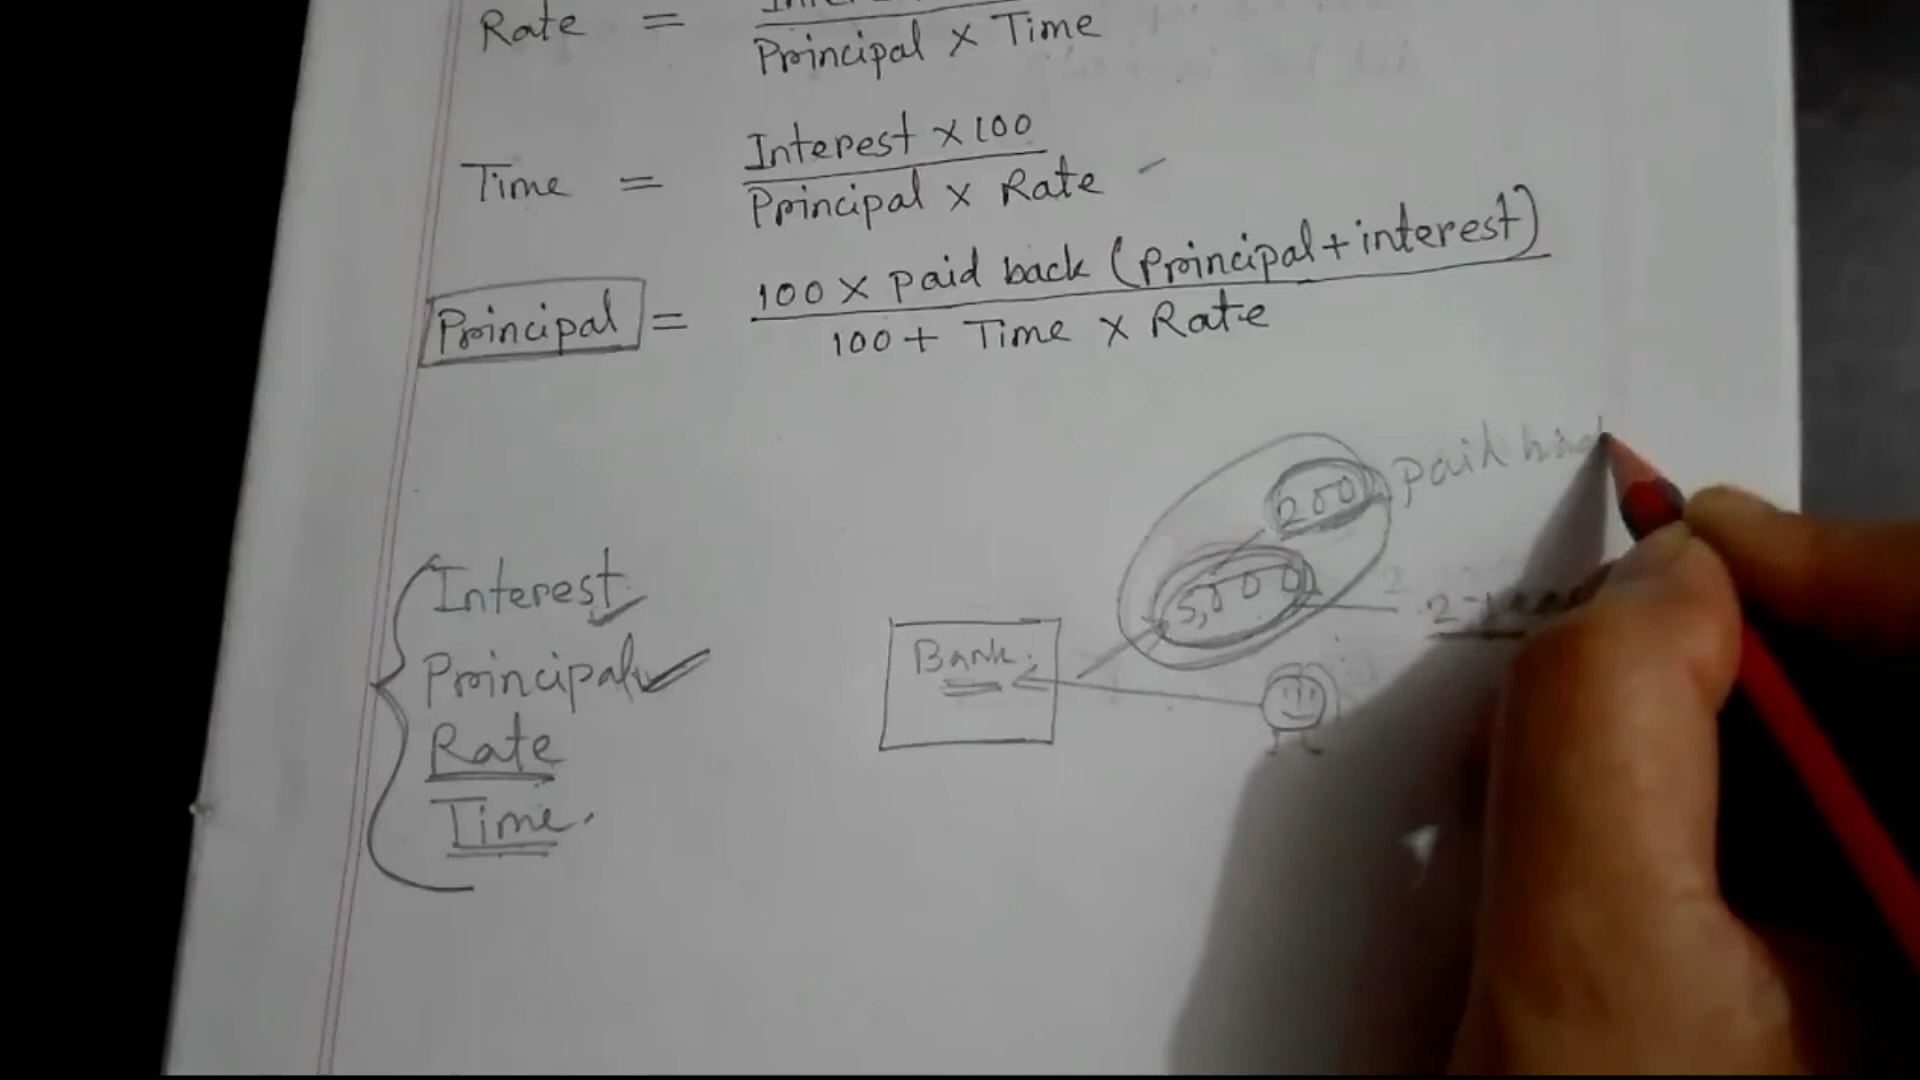 Rate =
Principal × Time
Time = Interest × 100
Principal × Rate
Principal = 100 × paid back (principal + interest)
100 + Time × Rate
200 paid
5,000
Interest
Principal
Rate
Time.
Bank.